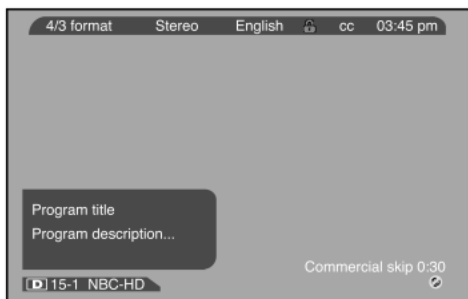 4/3 format Stereo English cc 03:45 pm
Program title
Program description...
Commercial skip 0:30
D 15-1 NBC-HD